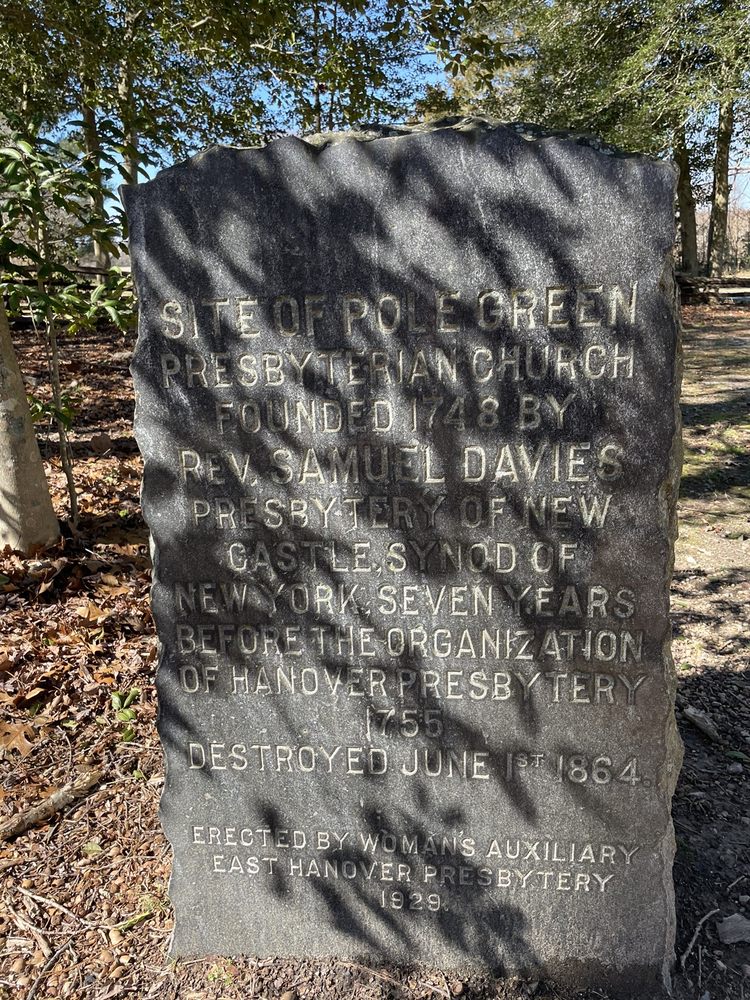 SITE OF POLE GREEN
PRESBYTERIAN CHURCH
FOUNDED 1748 BY
REV. SAMUEL DAVIES
PRESBYTERY OF NEW
CASTLE, SYNOD OF
NEW YORK, SEVEN YEARS
BEFORE THE ORGANIZATION
OF HANOVER PRESBYTERY
1755
DESTROYED JUNE 1ST 1864.
ERECTED BY WOMAN'S AUXILIARY
EAST HANOVER PRESBYTERY
1929.